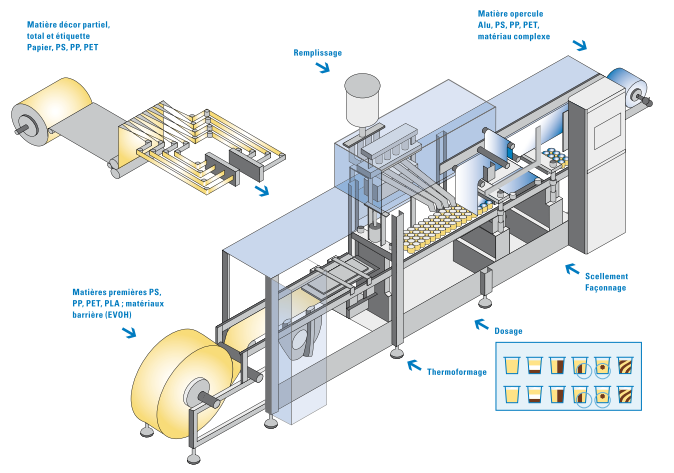 Matière décor partiel,
total et étiquette
Papier, PS, PP, PET
Matière opercule
Alu, PS, PP, PET,
matériau complexe
Remplissage
Matières premières PS,
PP, PET, PLA ; matériaux
barrière (EVOH)
Scellement
Façonnage
Dosage
Thermoformage